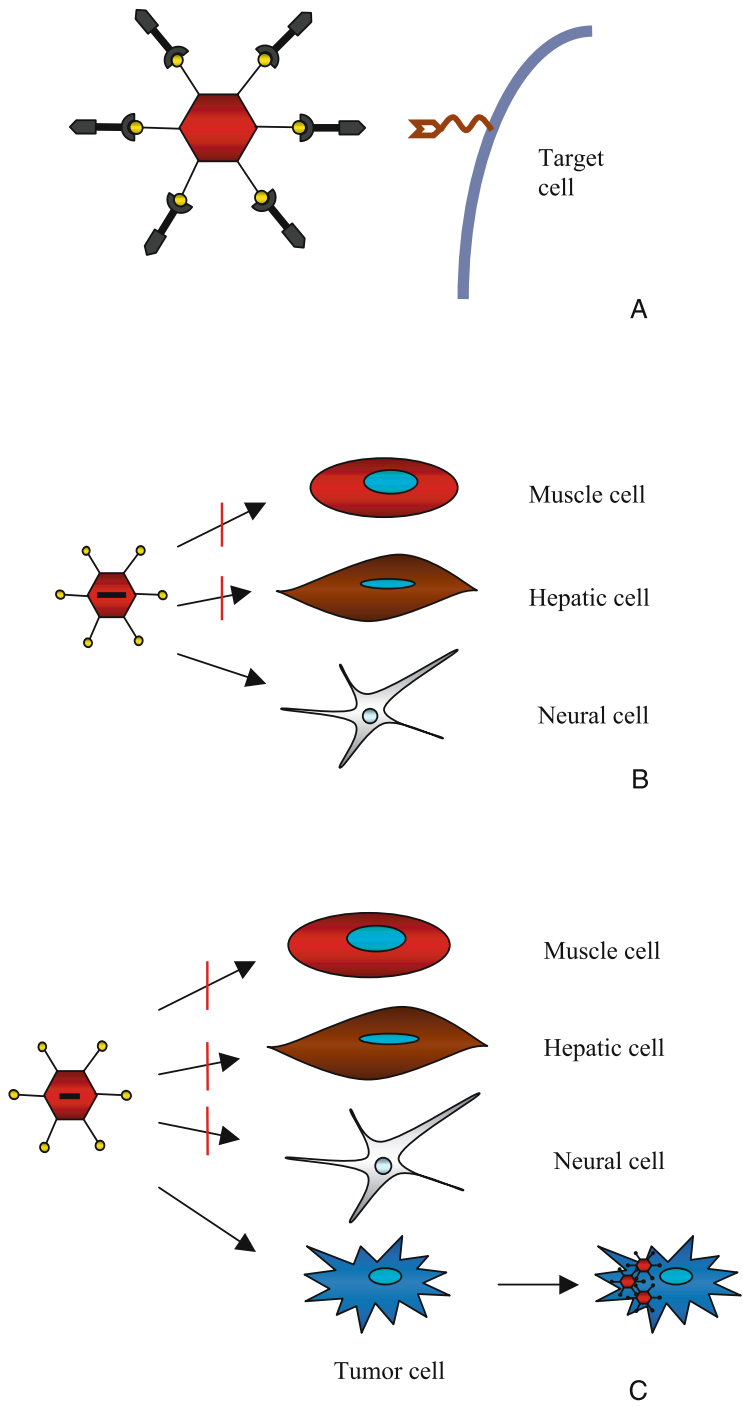 Target
cell
A
Muscle cell
Hepatic cell
Neural cell
B
Muscle cell
Hepatic cell
Neural cell
Tumor cell
C